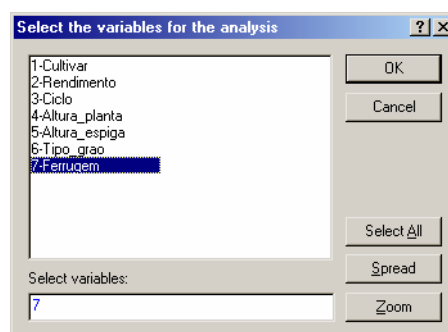 Select the variables for the analysis
1-Cultivar
2-Rendimento
3-Ciclo
4-Altura_planta
5-Altura_espiga
6-Tipo_grao
7-Ferrugem
OK
Cancel
Select All
Spread
Zoom
Select variables:
7